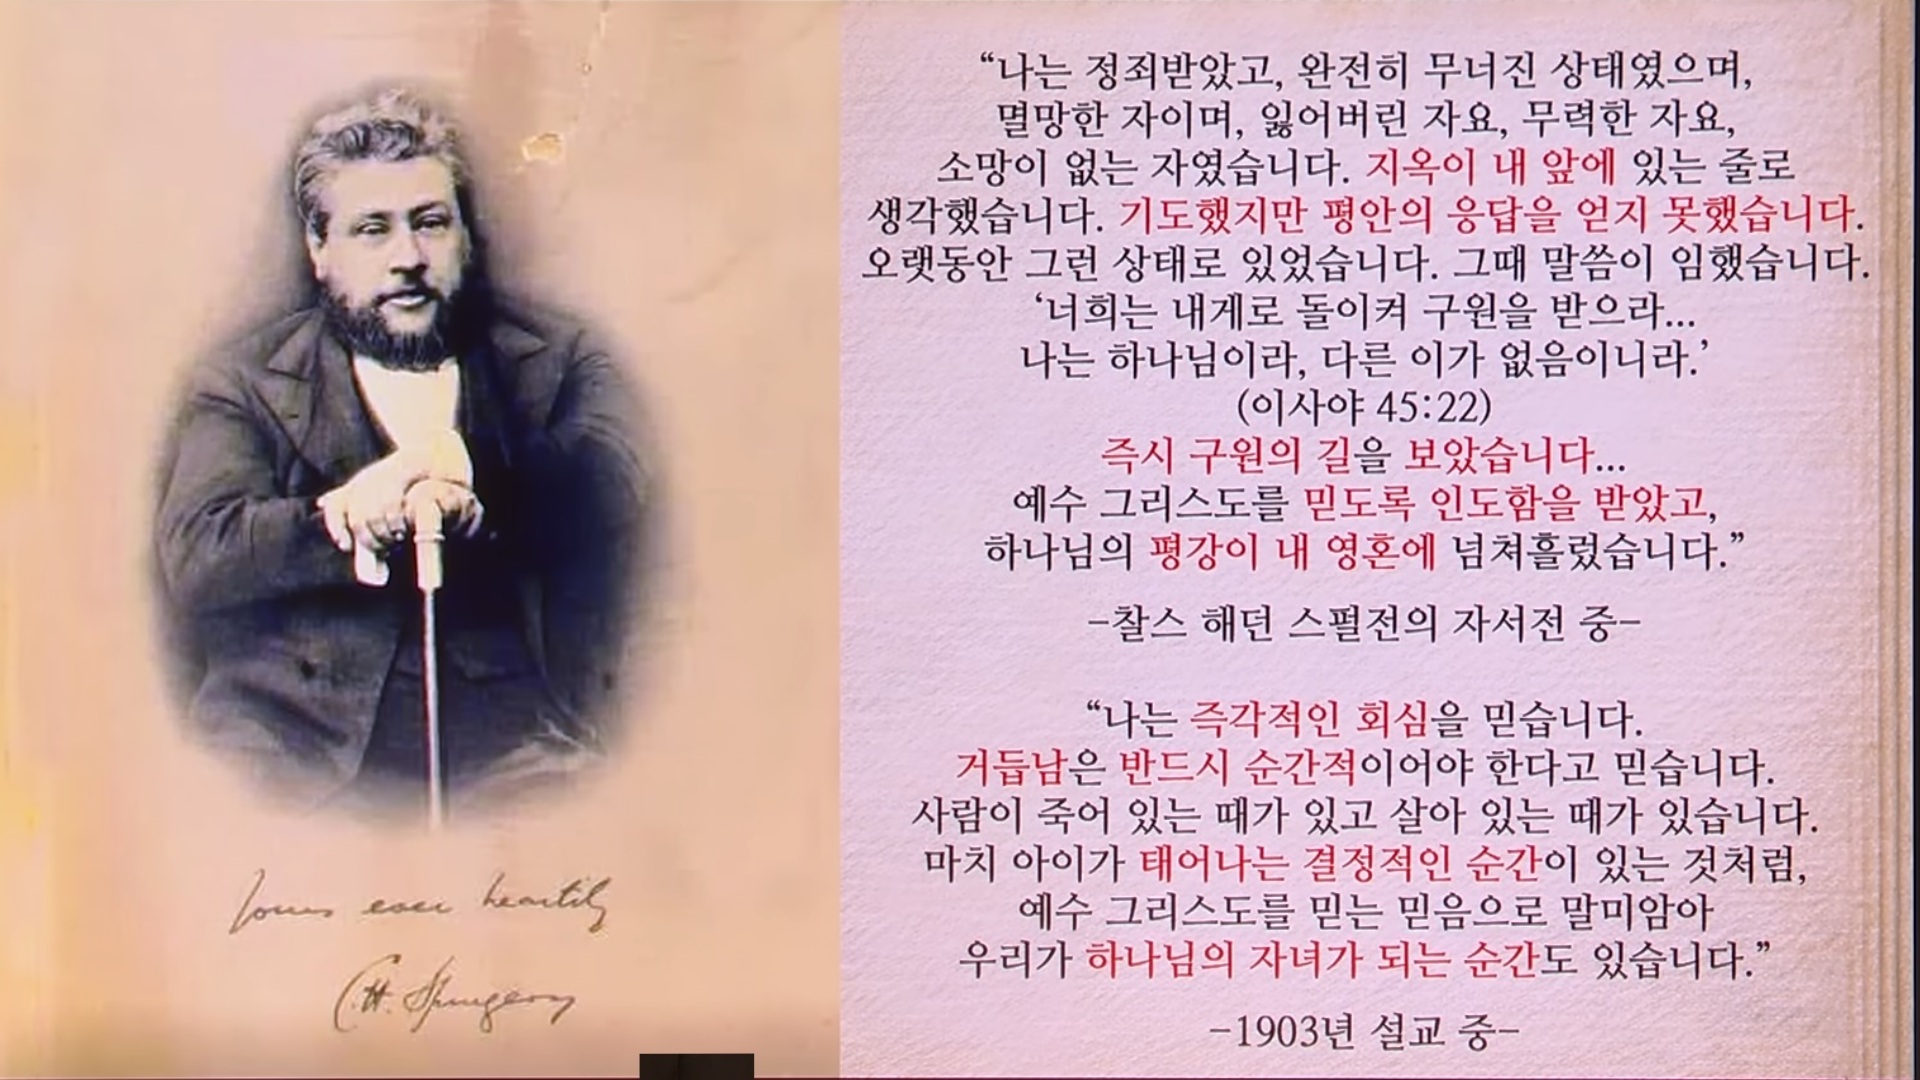 “나는 정죄받았고, 완전히 무너진 상태였으며,
멸망한 자이며, 잃어버린 자요, 무력한 자요,
소망이 없는 자였습니다. 지옥이 내 앞에 있는 줄로
생각했습니다. 기도했지만 평안의 응답을 얻지 못했습니다.
오랫동안 그런 상태로 있었습니다. 그때 말씀이 임했습니다.
‘너희는 내게로 돌이켜 구원을 받으라...
나는 하나님이라, 다른 이가 없음이니라.’
(이사야 45:22)
즉시 구원의 길을 보았습니다...
예수 그리스도를 믿도록 인도함을 받았고,
하나님의 평강이 내 영혼에 넘쳐흘렀습니다.”
-찰스 해던 스펄전의 자서전 중-
“나는 즉각적인 회심을 믿습니다.
거듭남은 반드시 순간적이어야 한다고 믿습니다.
사람이 죽어 있는 때가 있고 살아 있는 때가 있습니다.
마치 아이가 태어나는 결정적인 순간이 있는 것처럼,
예수 그리스도를 믿는 믿음으로 말미암아
우리가 하나님의 자녀가 되는 순간도 있습니다.”
-1903년 설교 중-
Yours ever heartily
C. H. Spurgeon